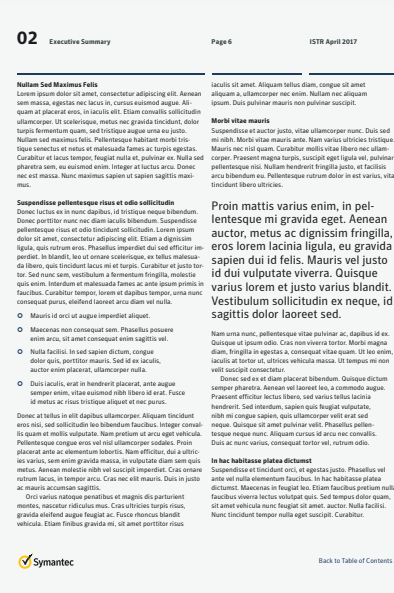 02
Executive Summary
Page 6
ISTR April 2017
Nullam Sed Maximus Felis
Lorem ipsum dolor sit amet, consectetur adipiscing elit. Aenean
sem massa, egestas nec lacus in, cursus euismod augue. Ali-
quam at placerat eros, in iaculis elit. Etiam convallis sollicitudin
ullamcorper. Ut scelerisque, metus nec gravida tincidunt, dolor
turpis fermentum quam, sed tristique augue urna eu justo.
Nullam sed maximus felis. Pellentesque habitant morbi tris-
tique senectus et netus et malesuada fames ac turpis egestas.
Curabitur et lacus tempor, feugiat nulla et, pulvinar ex. Nulla sed
pharetra sem, eu euismod enim. Integer at luctus arcu. Donec
nec est massa. Nunc maximus sapien ut sapien sagittis maxi-
mus.
Suspendisse pellentesque risus et odio sollicitudin
Donec luctus ex in nunc dapibus, id tristique neque bibendum.
Donec porttitor nunc nec diam iaculis bibendum. Suspendisse
pellentesque risus et odio tincidunt sollicitudin. Lorem ipsum
dolor sit amet, consectetur adipiscing elit. Etiam a dignissim
ligula, quis rutrum eros. Phasellus imperdiet dui sed efficitur im-
perdiet. In blandit, leo ut ornare scelerisque, ex tellus malesua-
da libero, quis tincidunt lacus mi et turpis. Curabitur et justo tor-
tor. Sed nunc sem, vestibulum a fermentum fringilla, molestie
quis enim. Interdum et malesuada fames ac ante ipsum primis in
faucibus. Curabitur tempor, lorem et dapibus tempor, urna nunc
consequat purus, eleifend laoreet arcu diam vel nulla.
Mauris id orci ut augue imperdiet aliquet.
Maecenas non consequat sem. Phasellus posuere
enim arcu, sit amet consequat enim sagittis vel.
Nulla facilisi. In sed sapien dictum, congue
dolor quis, porttitor mauris. Sed id ex iaculis,
auctor enim placerat, ullamcorper nulla.
Duis iaculis, erat in hendrerit placerat, ante augue
semper enim, vitae euismod nibh libero id erat. Fusce
id metus ac risus tristique aliquet et nec purus.
Donec at tellus in elit dapibus ullamcorper. Aliquam tincidunt
eros nisi, sed sollicitudin leo bibendum faucibus. Integer conval-
lis quam et mollis vulputate. Nam pretium ut arcu eget vehicula.
Pellentesque congue eros vel nisl ullamcorper sodales. Proin
placerat ante ac elementum lobortis. Nam efficitur, dui a ultric-
ies varius, sem enim gravida massa, in vulputate diam sem quis
metus. Aenean molestie nibh vel suscipit imperdiet. Cras ornare
rutrum lacus, in tempor arcu. Cras nec elit mauris. Duis in justo
ac mauris accumsan sagittis.
Orci varius natoque penatibus et magnis dis parturient
montes, nascetur ridiculus mus. Cras ultricies turpis risus,
gravida eleifend augue feugiat ac. Fusce rhoncus blandit
vehicula. Etiam finibus gravida mi, sit amet porttitor risus
iaculis sit amet. Aliquam tellus diam, congue sit amet
aliquam a, ullamcorper nec enim. Nullam nec aliquam
ipsum. Duis pulvinar mauris non pulvinar suscipit.
Morbi vitae mauris
Suspendisse et auctor justo, vitae ullamcorper nunc. Duis sed
mi nibh. Morbi vitae mauris ante. Nam varius ultricies tristique.
Mauris nec nisl quam. Curabitur mollis vitae libero nec ullam-
corper. Praesent magna turpis, suscipit eget ligula vel, pulvinar
pellentesque nisi. Nullam hendrerit fringilla justo, et facilisis
arcu bibendum eu. Pellentesque rutrum dolor in est varius, vitae
tincidunt libero ultricies.
Proin mattis varius enim, in pel-
lentesque mi gravida eget. Aenean
auctor, metus ac dignissim fringilla,
eros lorem lacinia ligula, eu gravida
sapien dui id felis. Mauris vel justo
id dui vulputate viverra. Quisque
varius lorem et justo varius blandit.
Vestibulum sollicitudin ex neque, id
sagittis dolor laoreet sed.
Nam urna nunc, pellentesque vitae pulvinar ac, dapibus id ex.
Quisque ut ipsum odio. Cras non viverra tortor. Morbi magna
diam, fringilla in egestas a, consequat vitae quam. Ut leo enim,
iaculis at tortor ut, ultrices vehicula massa. Ut tempus mi non
velit suscipit consectetur.
Donec sed ex et diam placerat bibendum. Quisque dictum
semper pharetra. Aenean vel laoreet leo, a commodo augue.
Praesent efficitur lectus libero, sed varius tellus lacinia
hendrerit. Sed interdum, sapien quis feugiat vulputate,
nibh mi congue sapien, quis ullamcorper velit erat sed
neque. Quisque sit amet pulvinar velit. Phasellus pellen-
tesque neque nunc. Aliquam cursus id arcu nec convallis.
Duis ac nunc varius, consequat tortor vel, rutrum odio.
In hac habitasse platea dictumst
Suspendisse et tincidunt orci, et egestas justo. Phasellus vel
ante vel nulla elementum faucibus. In hac habitasse platea
dictumst. Maecenas in feugiat leo. Etiam faucibus pretium nulla
faucibus viverra lectus volutpat quis. Sed tempus dolor quam,
sit amet vehicula nunc feugiat sit amet. auctor. Nulla facilisi.
Nunc tincidunt tempor nulla eget suscipit. Curabitur.
Symantec
Back to Table of Contents